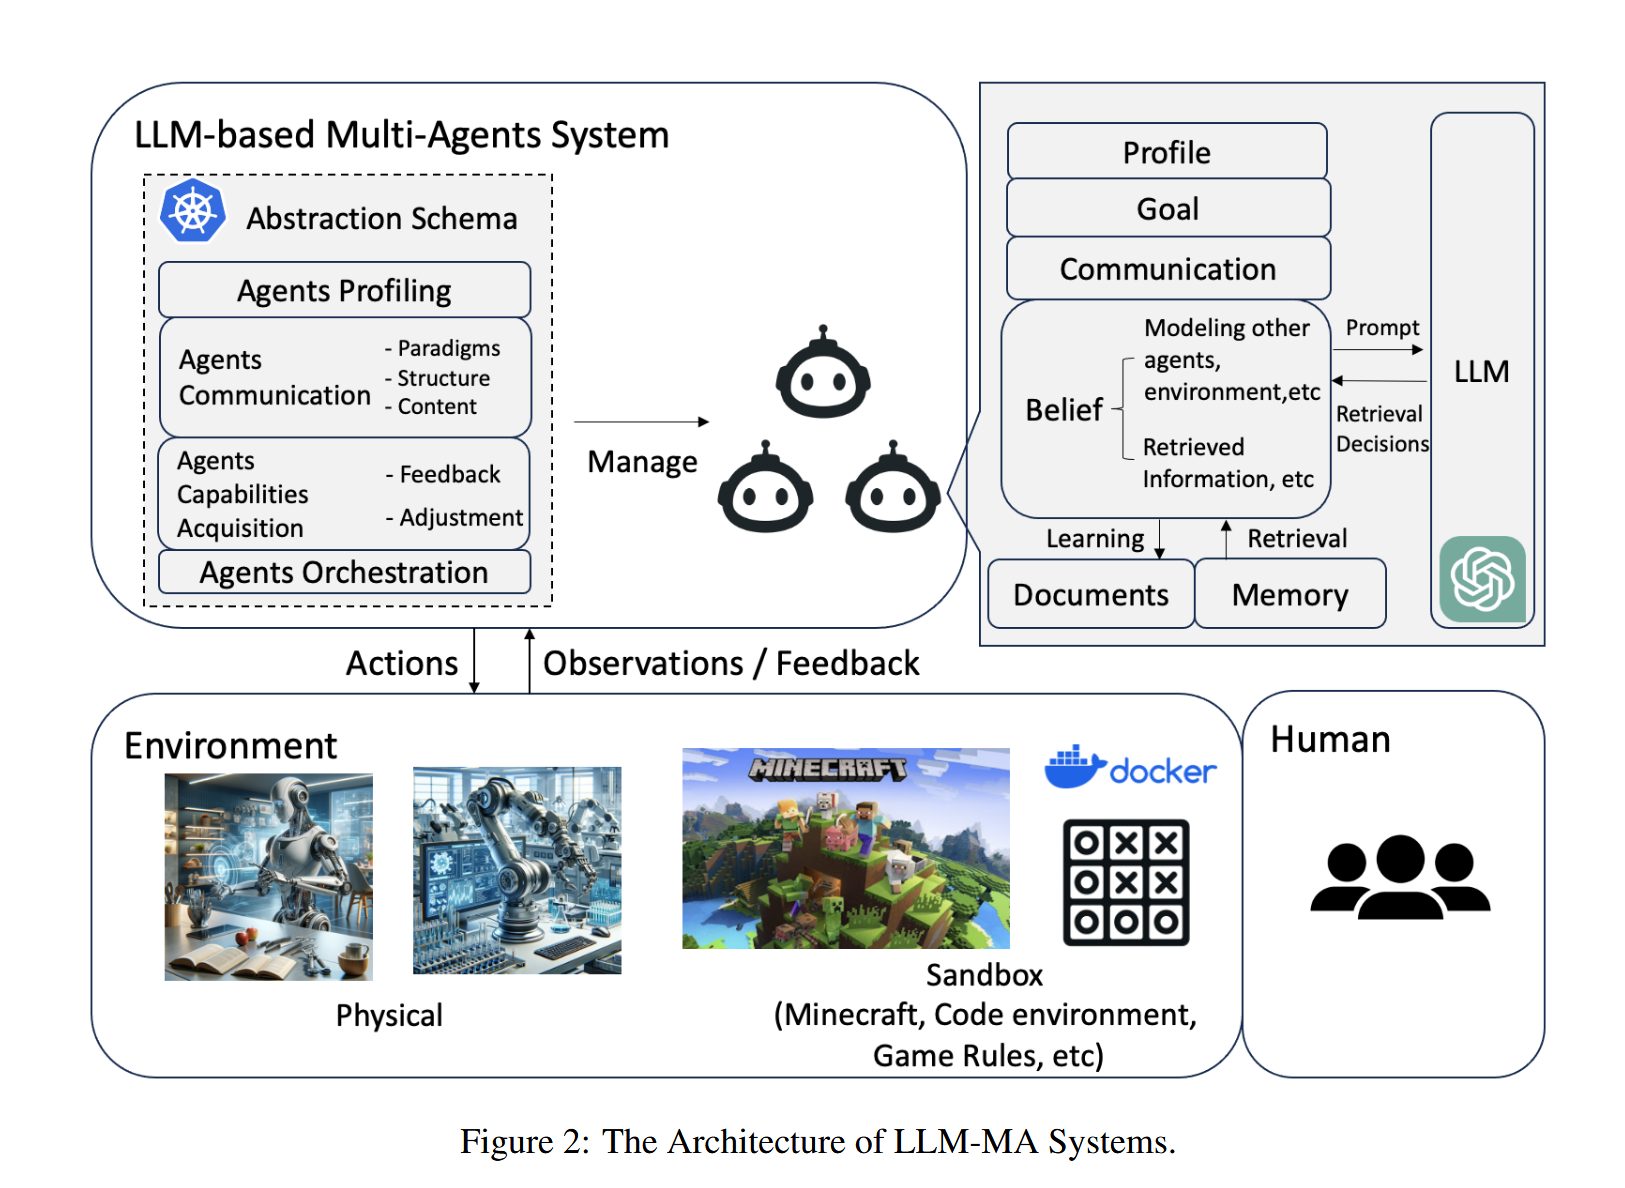 LLM-based Multi-Agents System
Abstraction Schema
Agents Profiling
Agents
Communication
- Paradigms
- Structure
- Content
Agents
Capabilities
Acquisition
- Feedback
- Adjustment
Agents Orchestration
Manage
Profile
Goal
Communication
Belief
Modeling other
agents,
environment,etc
Retrieved
Information, etc
Prompt
Retrieval
Decisions
LLM
Learning
Retrieval
Documents
Memory
Actions
Observations / Feedback
Environment
Physical
MINECRAFT
docker
O X X
O X X
O O O
Sandbox
(Minecraft, Code environment,
Game Rules, etc)
Human
Figure 2: The Architecture of LLM-MA Systems.